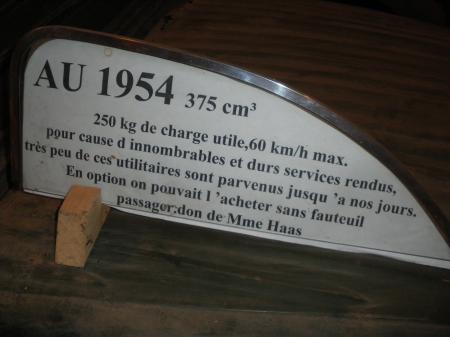 AU 1954 375 cm³
250 kg de charge utile,60 km/h max.
pour cause d innombrables et durs services rendus,
très peu de ces utilitaires sont parvenus jusqu 'a nos jours.
En option on pouvait l 'acheter sans fauteuil
passager:don de Mme Haas